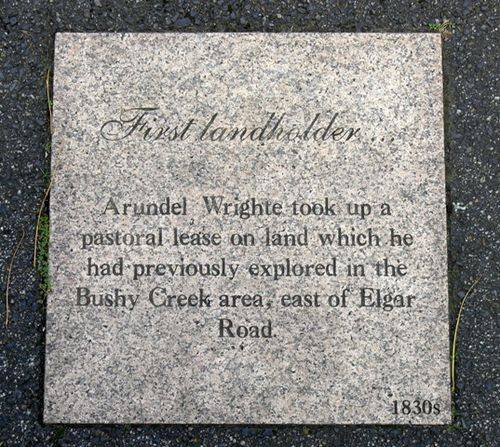 First landholder...
Arundel Wrighte took up a
pastoral lease on land which he
had previously explored in the
Bushy Creek area, east of Elgar
Road.
1830s